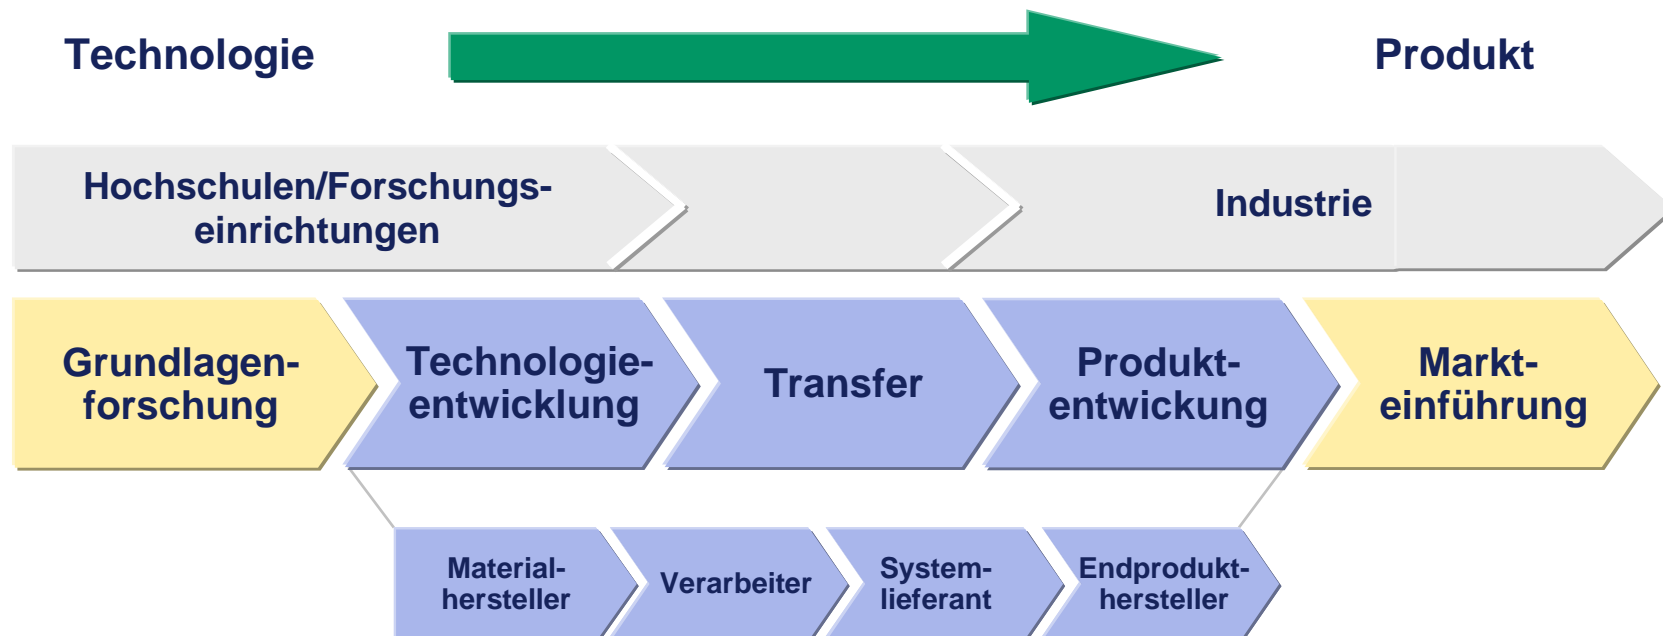 Technologie
Produkt
Hochschulen/Forschungs-
einrichtungen
Industrie
Grundlagen-
forschung
Technologie-
entwicklung
Transfer
Produkt-
entwickung
Markt-
einführung
Material-
hersteller
Verarbeiter
System-
lieferant
Endprodukt-
hersteller